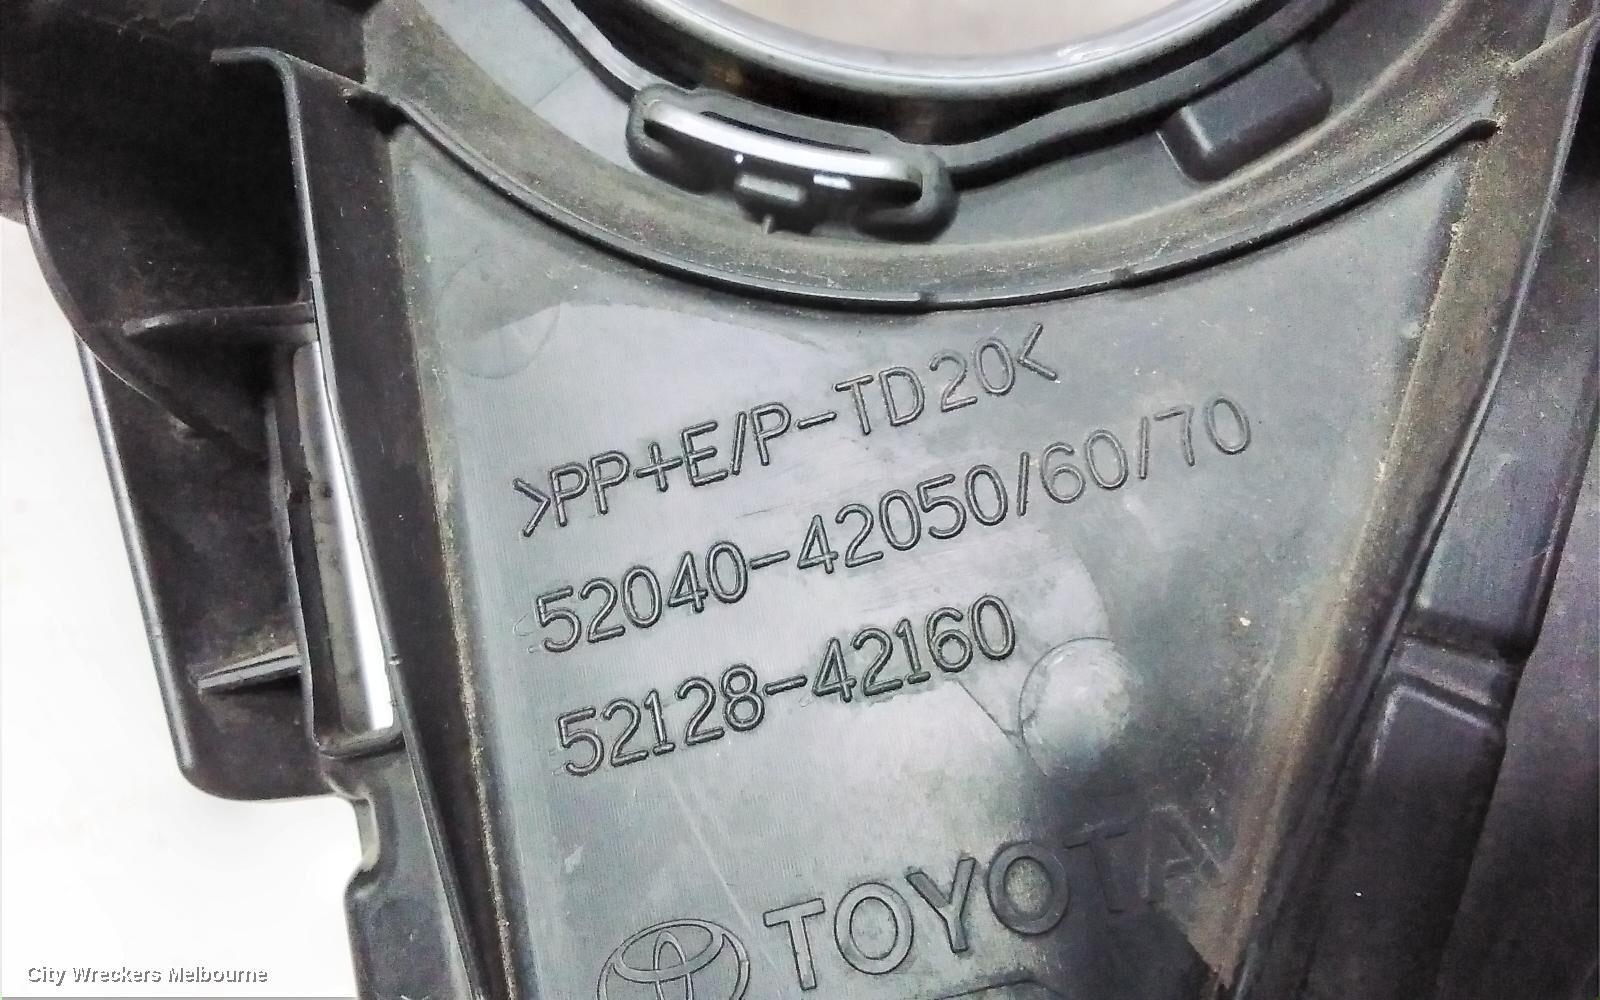 >PP+E/P-TD20<
52040-42050/60/70
52128-42160
TOYOTA
City Wreckers Melbourne